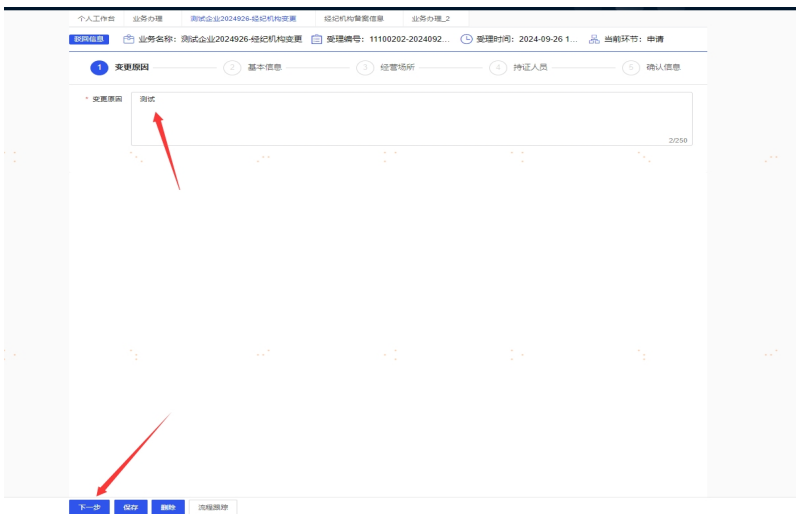 个人工作台 业务办理 测试企业2024926-经纪机构变更 经纪机构备案信息 业务办理_2
驳回信息 业务名称：测试企业2024926-经纪机构变更 受理编号：11100202-2024092... 受理时间：2024-09-26 1... 当前环节：申请
1 变更原因 2 基本信息 3 经营场所 4 持证人员 5 确认信息
* 变更原因 测试
2/250
下一步 保存 删除 流程跟踪